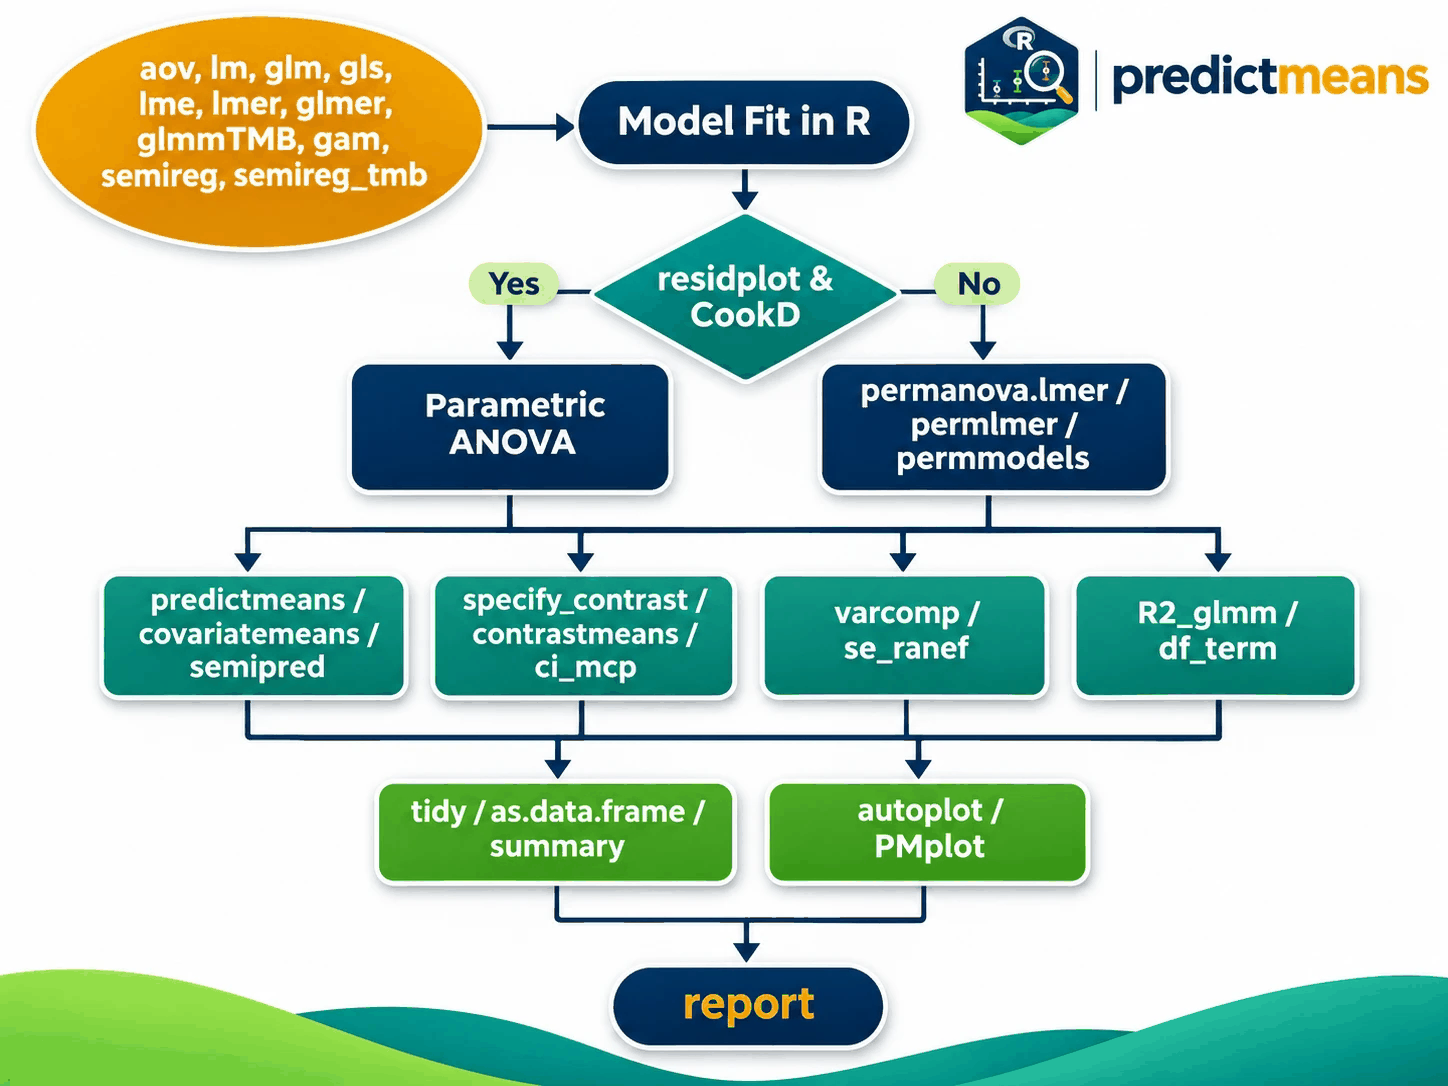 aov, lm, glm, gls,
lme, lmer, glmer,
glmmTMB, gam,
semireg, semireg_tmb
Model Fit in R
R
predictmeans
Yes
residplot &
CookD
No
Parametric
ANOVA
permanova.lmer /
permlmer /
permmodels
predictmeans /
covariatemeans /
semipred
specify_contrast /
contrastmeans /
ci_mcp
varcomp /
se_ranef
R2_glmm /
df_term
tidy / as.data.frame /
summary
autoplot /
PMplot
report